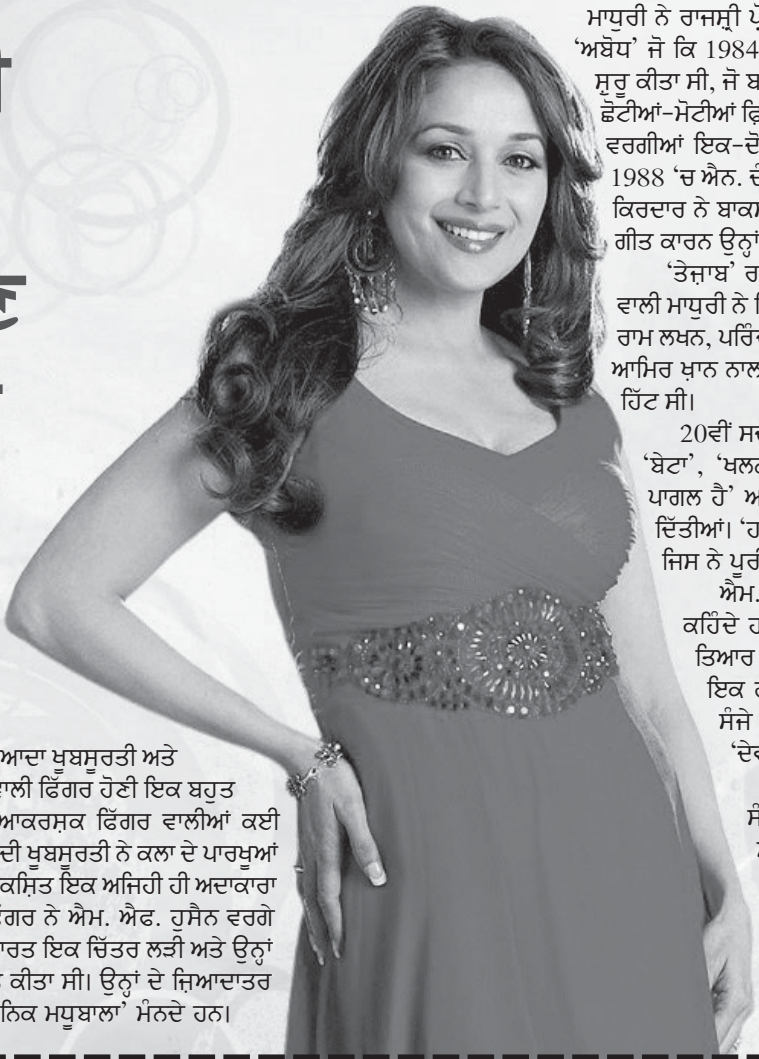 ਆਦਾ ਖੂਬਸੂਰਤੀ ਅਤੇ
ਾਲੀ ਫਿੱਗਰ ਹੋਣੀ ਇਕ ਬਹੁਤ
ਆਕਰਸ਼ਕ ਫਿੱਗਰ ਵਾਲੀਆਂ ਕਈ
ਦੀ ਖੂਬਸੂਰਤੀ ਨੇ ਕਲਾ ਦੇ ਪਾਰਖੂਆਂ
ਕਸ਼ਿਤ ਇਕ ਅਜਿਹੀ ਹੀ ਅਦਾਕਾਰਾ
ੱਗਰ ਨੇ ਐਮ. ਐਫ. ਹੁਸੈਨ ਵਰਗੇ
ਾਰਤ ਇਕ ਚਿੱਤਰ ਲੜੀ ਅਤੇ ਉਨ੍ਹਾਂ
ਕੀਤਾ ਸੀ। ਉਨ੍ਹਾਂ ਦੇ ਜ਼ਿਆਦਾਤਰ
ਨਿਕ ਮਧੂਬਾਲਾ’ ਮੰਨਦੇ ਹਨ।
ਮਾਧੁਰੀ ਨੇ ਰਾਜਸ਼੍ਰੀ
‘ਅਬੋਧ’ ਜੋ ਕਿ 1984
ਸ਼ੁਰੂ ਕੀਤਾ ਸੀ, ਜੋ ਬ
ਛੋਟੀਆਂ-ਮੋਟੀਆਂ ਫ਼ਿ
ਵਰਗੀਆਂ ਇਕ-ਦੋ
1988 ‘ਚ ਐਨ. ਚੰ
ਕਿਰਦਾਰ ਨੇ ਬਾਕਸ
ਗੀਤ ਕਾਰਨ ਉਨ੍ਹਾਂ
‘ਤੇਜ਼ਾਬ’ ਰ
ਵਾਲੀ ਮਾਧੁਰੀ ਨੇ
ਰਾਮ ਲਖਨ, ਪਰਿੰ
ਆਮਿਰ ਖ਼ਾਨ ਨਾਲ
ਹਿੱਟ ਸੀ।
20ਵੀਂ ਸਦ
‘ਬੇਟਾ’, ‘ਖਲ
ਪਾਗਲ ਹੈ’ ਅ
ਦਿੱਤੀਆਂ। ‘ਹ
ਜਿਸ ਨੇ ਪੂਰੀ
ਐਮ.
ਕਹਿੰਦੇ ਹ
ਤਿਆਰ
ਇਕ
ਸੰਜੇ
‘ਦੇਵ